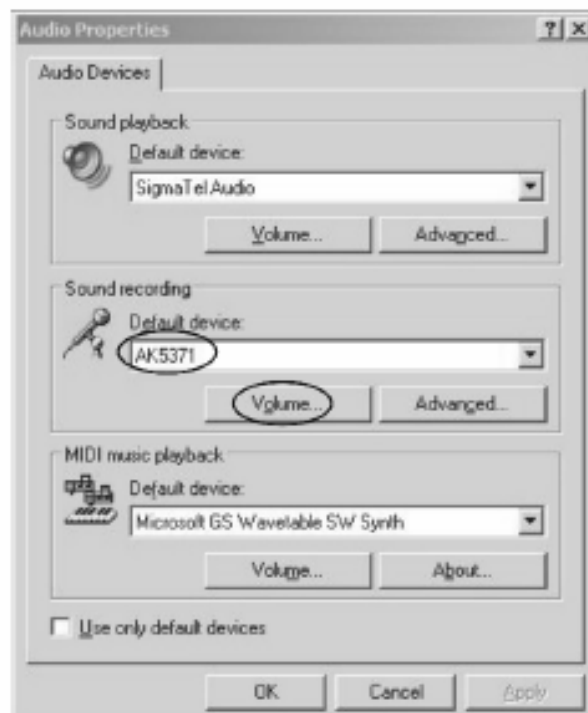 Audio Properties
Audio Devices
Sound playback
Default device:
SigmaTel Audio
Volume... Advanced...
Sound recording
Default device:
AK5371
Volume... Advanced...
MIDI music playback
Default device:
Microsoft GS Wavetable SW Synth
Volume... About...
Use only default devices
OK Cancel Apply